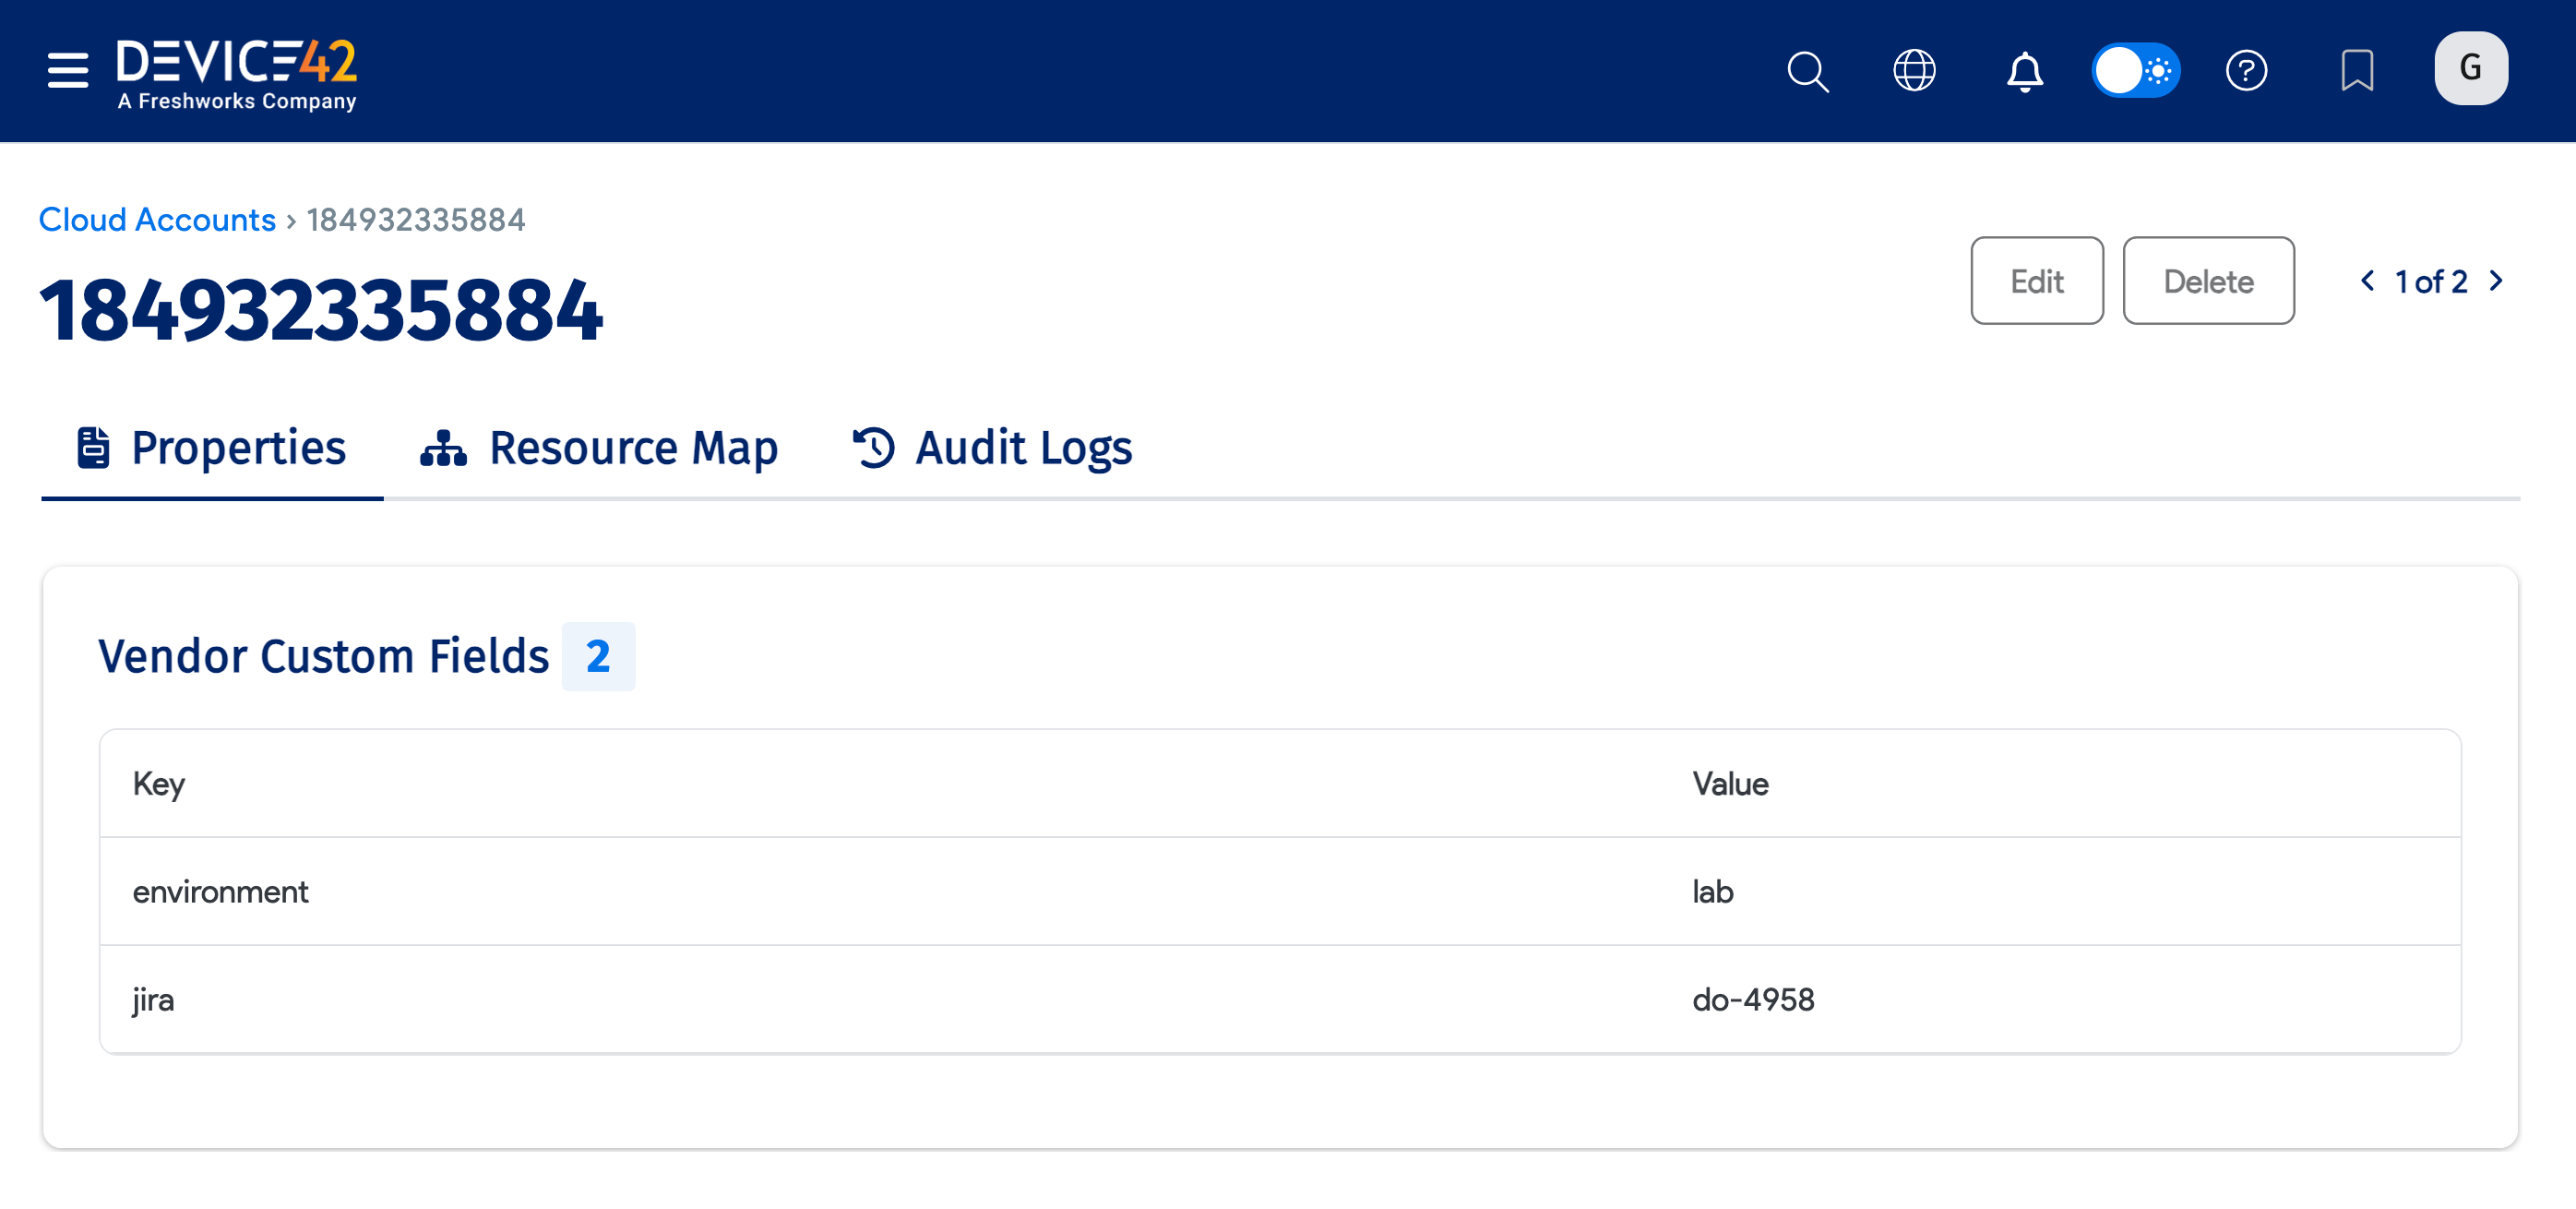 DEVICE42
A Freshworks Company
G
Cloud Accounts › 184932335884
184932335884
Edit
Delete
1 of 2
Properties
Resource Map
Audit Logs
Vendor Custom Fields 2
Key Value
environment lab
jira do-4958